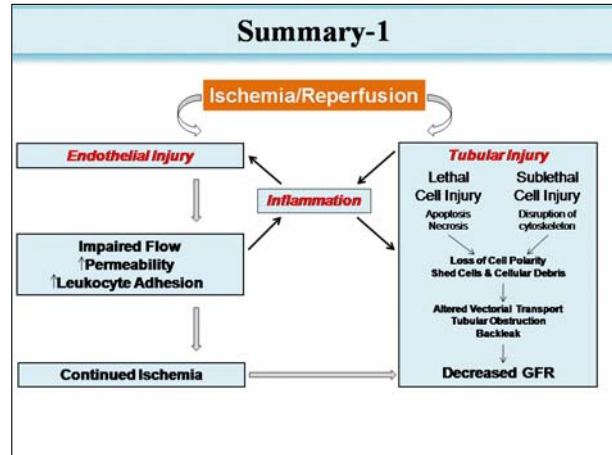 Summary-1
Ischemia/Reperfusion
Endothelial Injury
Impaired Flow
↑Permeability
↑Leukocyte Adhesion
Continued Ischemia
Inflammation
Tubular Injury
Lethal
Cell Injury
Apoptosis
Necrosis
Sublethal
Cell Injury
Disruption of
cytoskeleton
Loss of Cell Polarity
Shed Cells & Cellular Debris
Altered Vectorial Transport
Tubular Obstruction
Backleak
Decreased GFR